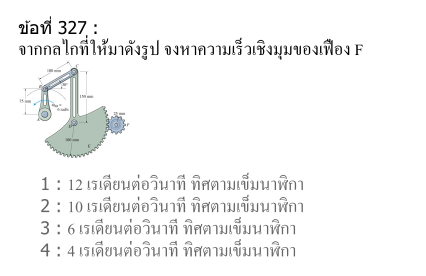 ข้อที่ 327 :
จากกลไกที่ให้มาดังรูป จงหาความเร็วเชิงมุมของเฟือง F
100 mm
75 mm
150 mm
25 mm
100 mm
1 : 12 เรเดียนต่อวินาที ทิศตามเข็มนาฬิกา
2 : 10 เรเดียนต่อวินาที ทิศตามเข็มนาฬิกา
3 : 6 เรเดียนต่อวินาที ทิศตามเข็มนาฬิกา
4 : 4 เรเดียนต่อวินาที ทิศตามเข็มนาฬิกา